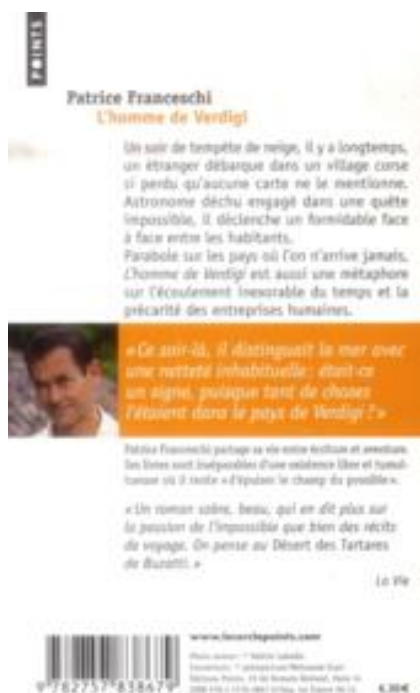 POINTS
Patrice Franceschi
L'homme de Verdigi
Un soir de tempête de neige, il y a longtemps,
un étranger débarque dans un village corse
si perdu qu'aucune carte ne le mentionne.
Astronome déchu engagé dans une quête
impossible, il déclenche un formidable face
à face entre les habitants.
Parabole sur les pays où l'on n'arrive jamais,
L'homme de Verdigi est aussi une métaphore
sur l'écoulement inexorable du temps et la
précarité des entreprises humaines.
« Ce soir-là, il distinguait la mer avec
une netteté inhabituelle : était-ce
un signe, puisque tant de choses
l'étaient dans le pays de Verdigi ? »
Patrice Franceschi partage sa vie entre écriture et aventure.
Ses livres sont inséparables d'une existence libre et tumul-
tueuse où il tente « d'épuiser le champ du possible ».
« Un roman sobre, beau, qui en dit plus sur
la passion de l'impossible que bien des récits
de voyage. On pense au Désert des Tartares
de Buzatti. »
La Vie
www.lecerclepoints.com
9 782757 838679
6,30 €